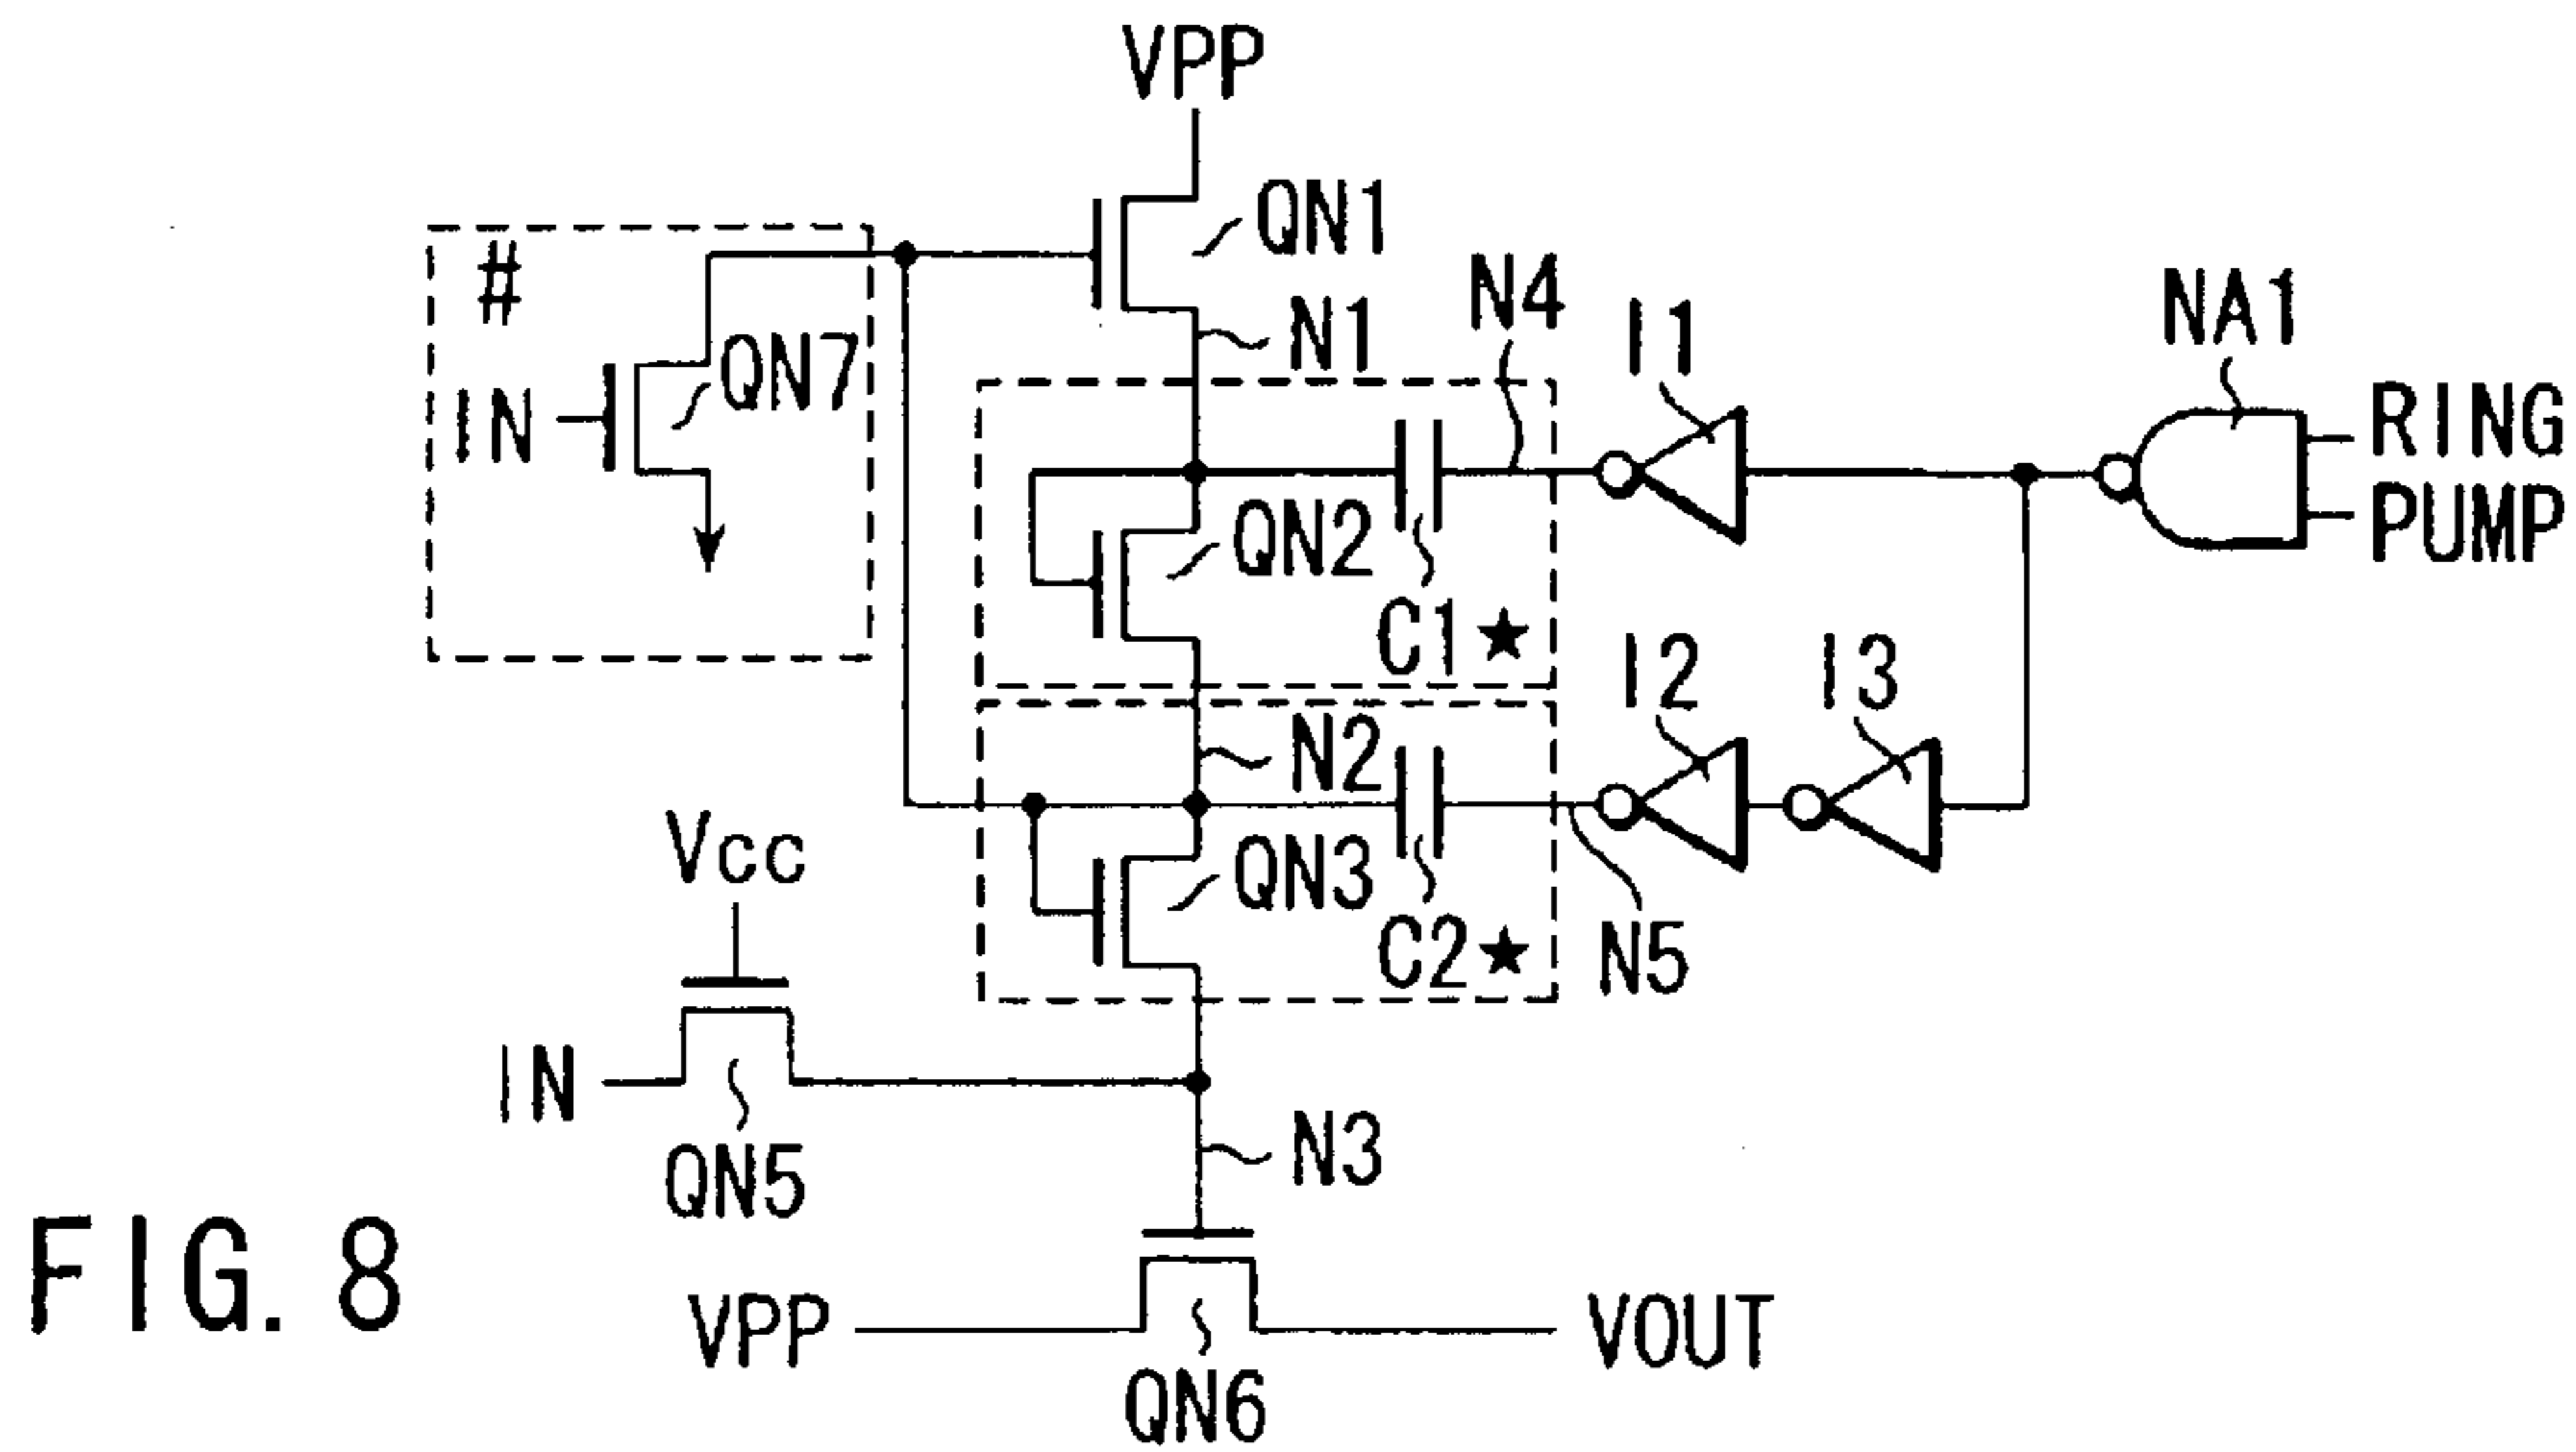 VPP
QN1
#
N1
N4
I1
NA1
QN7
IN
RING
PUMP
QN2
C1★
I2
I3
N2
Vcc
QN3
C2★
N5
IN
QN5
N3
FIG. 8
VPP
VOUT
QN6